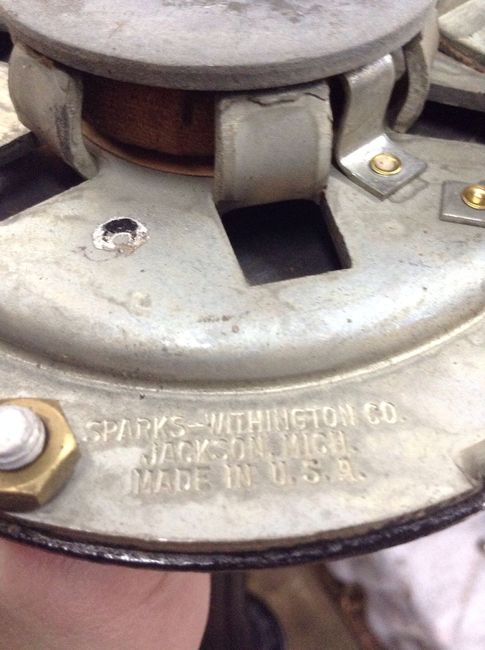 SPARKS-WITHINGTON CO.
JACKSON, MICH.
MADE IN U.S.A.